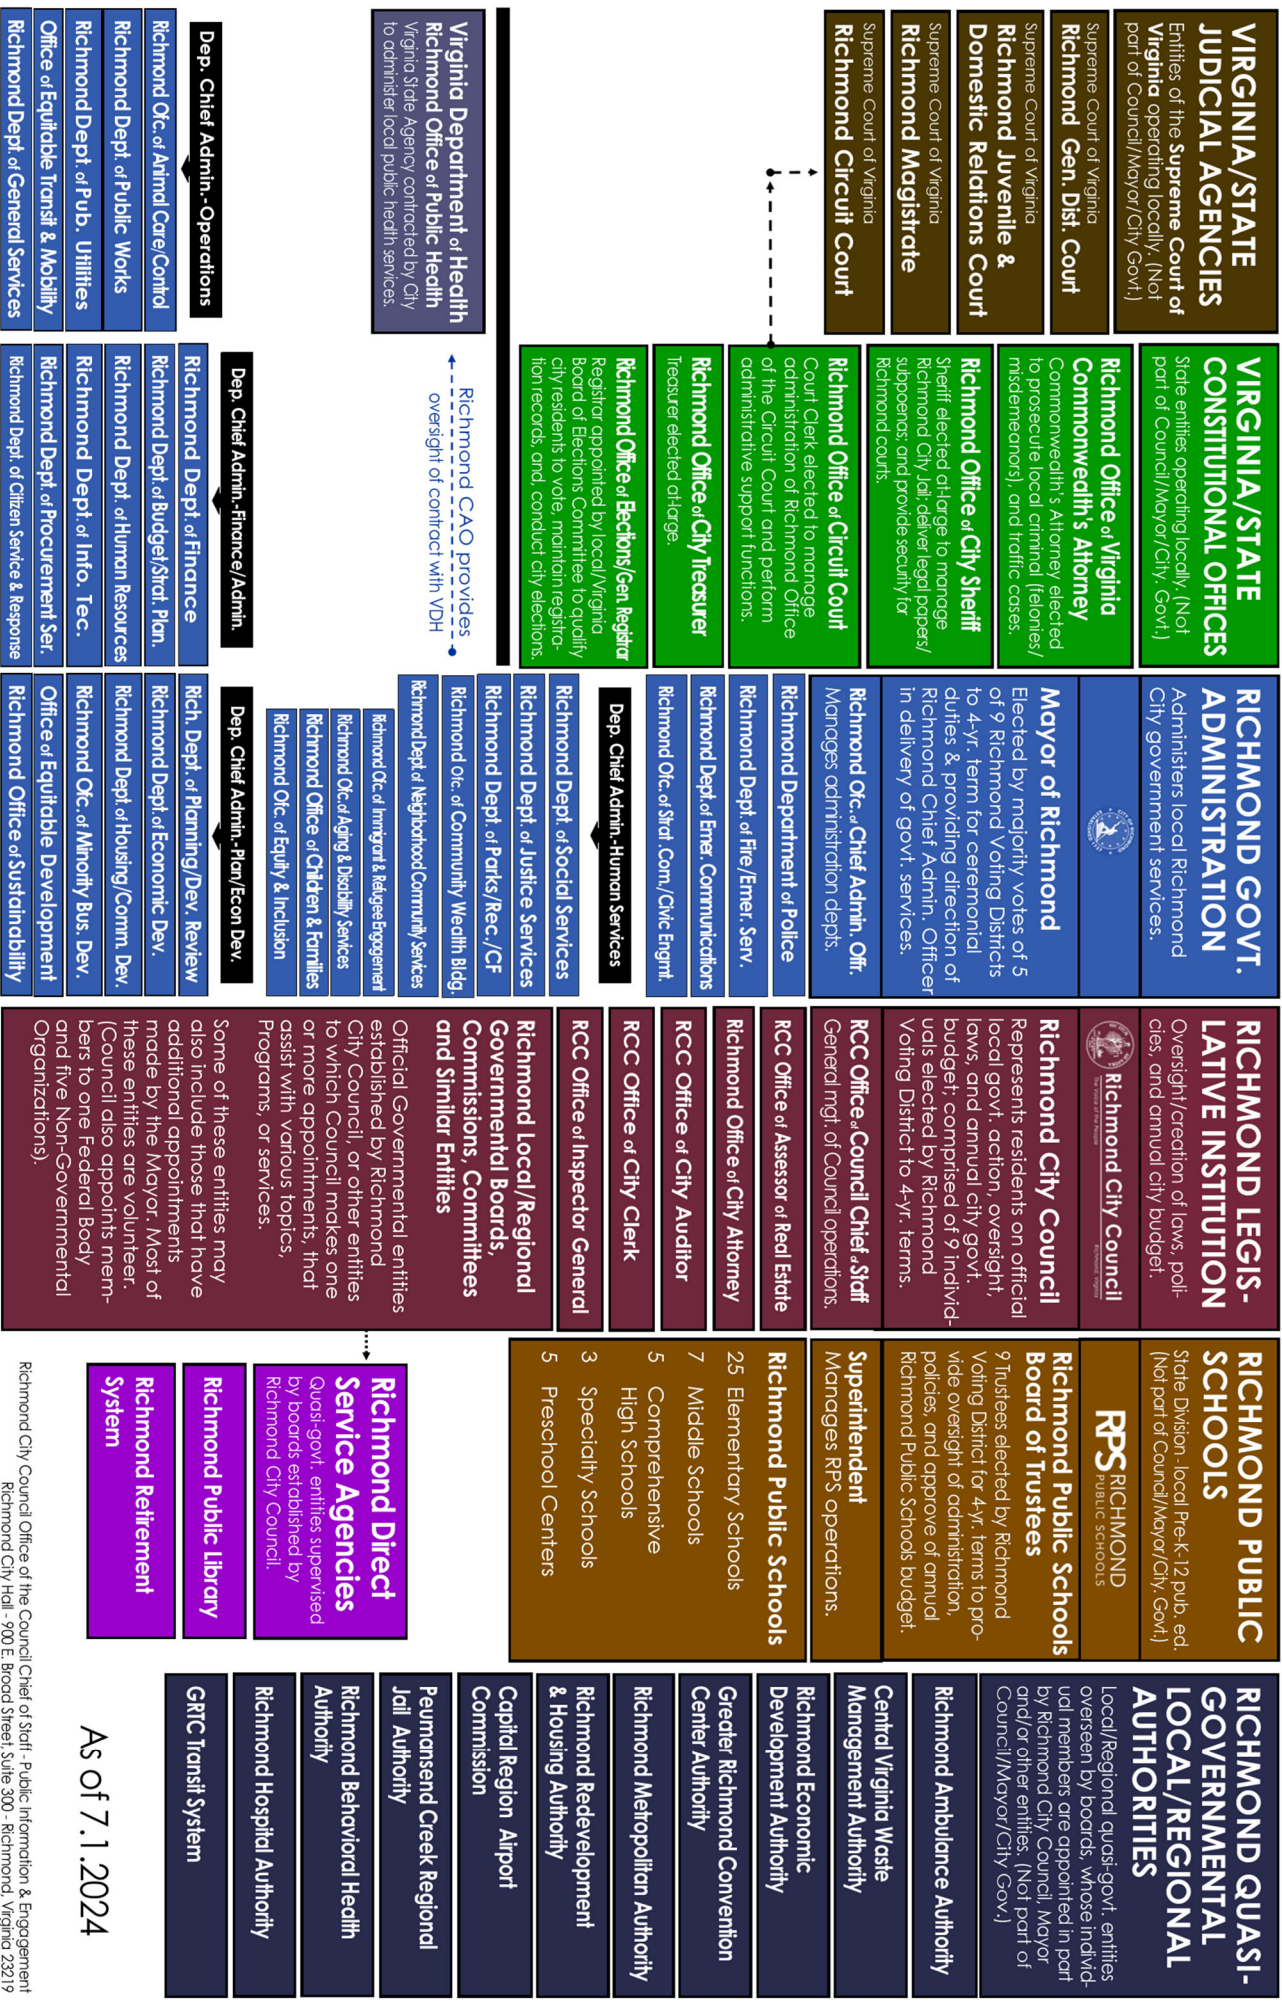 VIRGINIA/STATE
JUDICIAL AGENCIES
Entities of the Supreme Court of
Virginia operating locally. (Not
part of Council/Mayor/City Govt.)
Supreme Court of Virginia
Richmond Gen. Dist. Court
Supreme Court of Virginia
Richmond Juvenile &
Domestic Relations Court
Supreme Court of Virginia
Richmond Magistrate
Supreme Court of Virginia
Richmond Circuit Court
Virginia Department of Health
Richmond Office of Public Health
Virginia State Agency contracted by City
to administer local public health services.
Dep. Chief Admin.-Operations
Richmond Ofc. of Animal Care/Control
Richmond Dept. of Public Works
Richmond Dept. of Pub. Utilities
Office of Equitable Transit & Mobility
Richmond Dept. of General Services
VIRGINIA/STATE
CONSTITUTIONAL OFFICES
State entities operating locally. (Not
part of Council/Mayor/City. Govt.)
Richmond Office of Virginia
Commonwealth's Attorney
Commonwealth's Attorney elected
to prosecute local criminal (felonies/
misdemeanors), and traffic cases.
Richmond Office of City Sheriff
Sheriff elected at-large to manage
Richmond City Jail; deliver legal papers/
subpoenas; and provide security for
Richmond courts.
Richmond Office of Circuit Court
Court Clerk elected to manage
administration of Richmond Office
of the Circuit Court and perform
administrative support functions.
Richmond Office of City Treasurer
Treasurer elected at-large.
Richmond Office of Elections/Gen. Registrar
Registrar appointed by local/Virginia
Board of Elections Committee to qualify
city residents to vote, maintain registra-
tion records, and, conduct city elections.
Richmond CAO provides
oversight of contract with VDH
Dep. Chief Admin.-Finance/Admin.
Richmond Dept. of Finance
Richmond Dept. of Budget/Strat. Plan.
Richmond Dept. of Human Resources
Richmond Dept. of Info. Tec.
Richmond Dept of Procurement Ser.
Richmond Dept. of Citizen Service & Response
RICHMOND GOVT.
ADMINISTRATION
Administers local Richmond
City government services.
Mayor of Richmond
Elected by majority votes of 5
of 9 Richmond Voting Districts
to 4-yr. term for ceremonial
duties & providing direction of
Richmond Chief Admin. Officer
in delivery of govt. services.
Richmond Ofc. of Chief Admin. Offr.
Manages administration depts.
Richmond Department of Police
Richmond Dept. of Fire/Emer. Serv.
Richmond Dept. of Emer. Communications
Richmond Ofc. of Strat. Com./Civic Engmt.
Dep. Chief Admin.-Human Services
Richmond Dept. of Social Services
Richmond Dept. of Justice Services
Richmond Dept. of Parks/Rec./CF
Richmond Ofc. of Community Wealth Bldg.
Richmond Dept of Neighborhood Community Services
Richmond Ofc. of Immigrant & Refugee Engagement
Richmond Ofc. of Aging & Disability Services
Richmond Office of Children & Families
Richmond Ofc. of Equity & Inclusion
Dep. Chief Admin.-Plan/Econ Dev.
Rich. Dept. of Planning/Dev. Review
Richmond Dept. of Economic Dev.
Richmond Dept. of Housing/Comm. Dev.
Richmond Ofc. of Minority Bus. Dev.
Office of Equitable Development
Richmond Office of Sustainability
RICHMOND LEGIS-
LATIVE INSTITUTION
Oversight/creation of laws, poli-
cies, and annual city budget.
Richmond City Council
The Voice of the People
Richmond, Virginia
Richmond City Council
Represents residents on official
local govt. action, oversight,
laws, and annual city govt.
budget; comprised of 9 individ-
uals elected by Richmond
Voting District to 4-yr. terms.
RCC Office of Council Chief of Staff
General mgt. of Council operations.
RCC Office of Assessor of Real Estate
Richmond Office of City Attorney
RCC Office of City Auditor
RCC Office of City Clerk
RCC Office of Inspector General
Richmond Local/Regional
Governmental Boards,
Commissions, Committees
and Similar Entities
Official Governmental entities
established by Richmond
City Council, or other entities
to which Council makes one
or more appointments, that
assist with various topics,
Programs, or services.
Some of these entities may
also include those that have
additional appointments
made by the Mayor. Most of
these entities are volunteer.
(Council also appoints mem-
bers to one Federal Body
and five Non-Governmental
Organizations).
RICHMOND PUBLIC
SCHOOLS
State Division - local Pre-K-12 pub. ed.
(Not part of Council/Mayor/City. Govt.)
RPS RICHMOND
PUBLIC SCHOOLS
Richmond Public Schools
Board of Trustees
9 Trustees elected by Richmond
Voting District for 4-yr. terms to pro-
vide oversight of administration,
policies, and approve of annual
Richmond Public Schools budget.
Superintendent
Manages RPS operations.
Richmond Public Schools
25 Elementary Schools
7 Middle Schools
5 Comprehensive
High Schools
3 Specialty Schools
5 Preschool Centers
Richmond Direct
Service Agencies
Quasi-govt. entities supervised
by boards established by
Richmond City Council.
Richmond Public Library
Richmond Retirement
System
RICHMOND QUASI-
GOVERNMENTAL
LOCAL/REGIONAL
AUTHORITIES
Local/Regional quasi-govt. entities
overseen by boards, whose individ-
ual members are appointed in part
by Richmond City Council, Mayor
and/or other entities. (Not part of
Council/Mayor/City Gov.)
Richmond Ambulance Authority
Central Virginia Waste
Management Authority
Richmond Economic
Development Authority
Greater Richmond Convention
Center Authority
Richmond Metropolitan Authority
Richmond Redevelopment
& Housing Authority
Capital Region Airport
Commission
Peumansend Creek Regional
Jail Authority
Richmond Behavioral Health
Authority
Richmond Hospital Authority
GRTC Transit System
As of 7.1.2024
Richmond City Council Office of the Council Chief of Staff - Public Information & Engagement
Richmond City Hall - 900 E. Broad Street, Suite 300 - Richmond, Virginia 23219